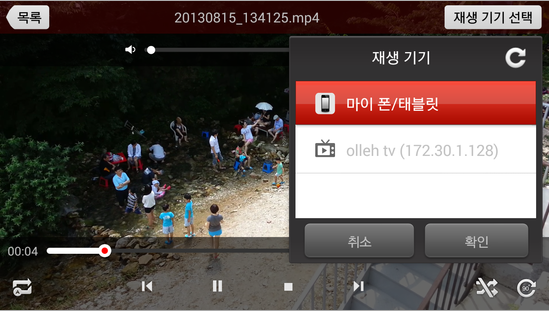 목록
20130815_134125.mp4
재생 기기 선택
재생 기기
마이 폰/태블릿
olleh tv (172.30.1.128)
취소
확인
00:04